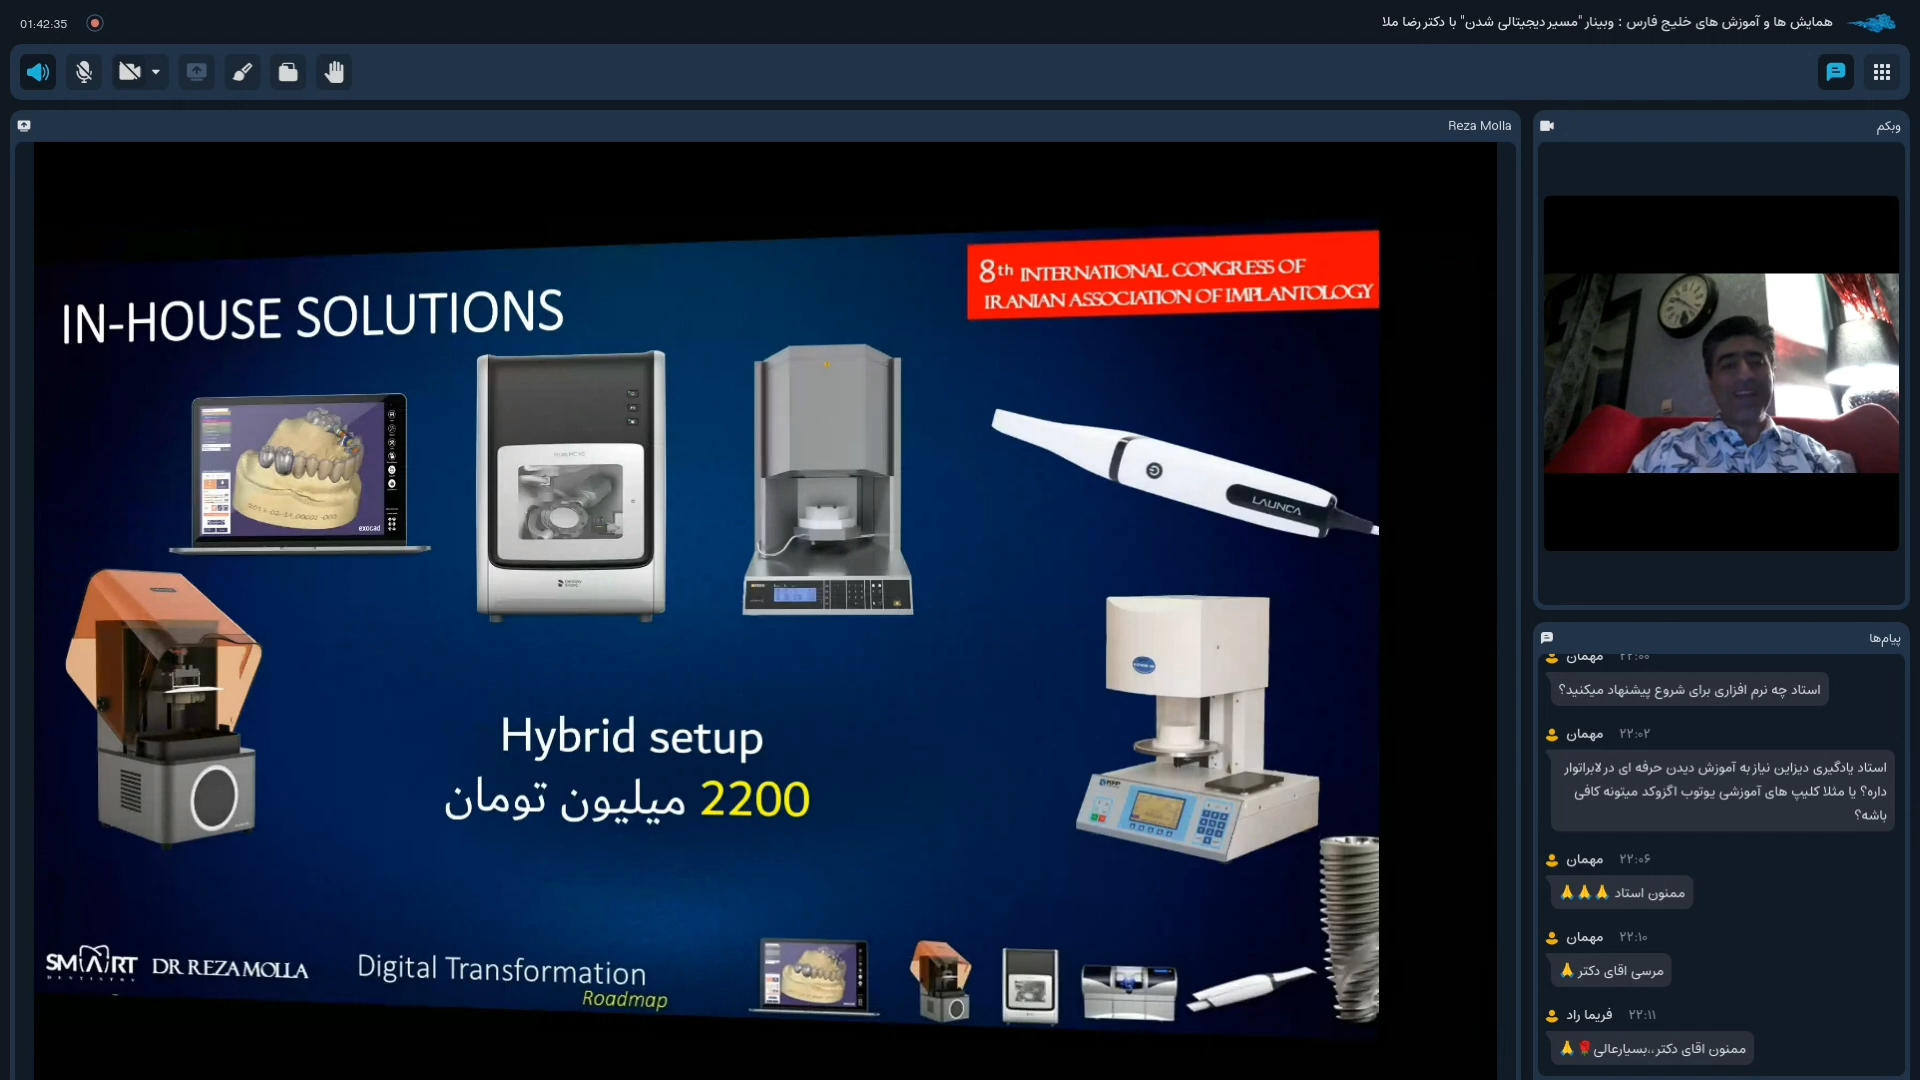 01:42:35
همایش ها و آموزش های خلیج فارس : وبینار "مسیر دیجیتالی شدن" با دکتر رضا ملا
Reza Molla
8th INTERNATIONAL CONGRESS OF
IRANIAN ASSOCIATION OF IMPLANTOLOGY
IN-HOUSE SOLUTIONS
exocad
LAUNCA
Hybrid setup
2200 میلیون تومان
SMART
DENTISTRY
DR REZA MOLLA
Digital Transformation
Roadmap
وبکم
پیام‌ها
مهمان ۲۲:۰۰
استاد چه نرم افزاری برای شروع پیشنهاد میکنید؟
مهمان ۲۲:۰۲
استاد یادگیری دیزاین نیاز به آموزش دیدن حرفه ای در لابراتوار
داره؟ یا مثلا کلیپ های آموزشی یوتوب اگزوکد میتونه کافی
باشه؟
مهمان ۲۲:۰۶
ممنون استاد 🙏🙏🙏
مهمان ۲۲:۱۰
مرسی اقای دکتر 🙏
فریما راد ۲۲:۱۱
ممنون اقای دکتر،،بسیارعالی🌹🙏